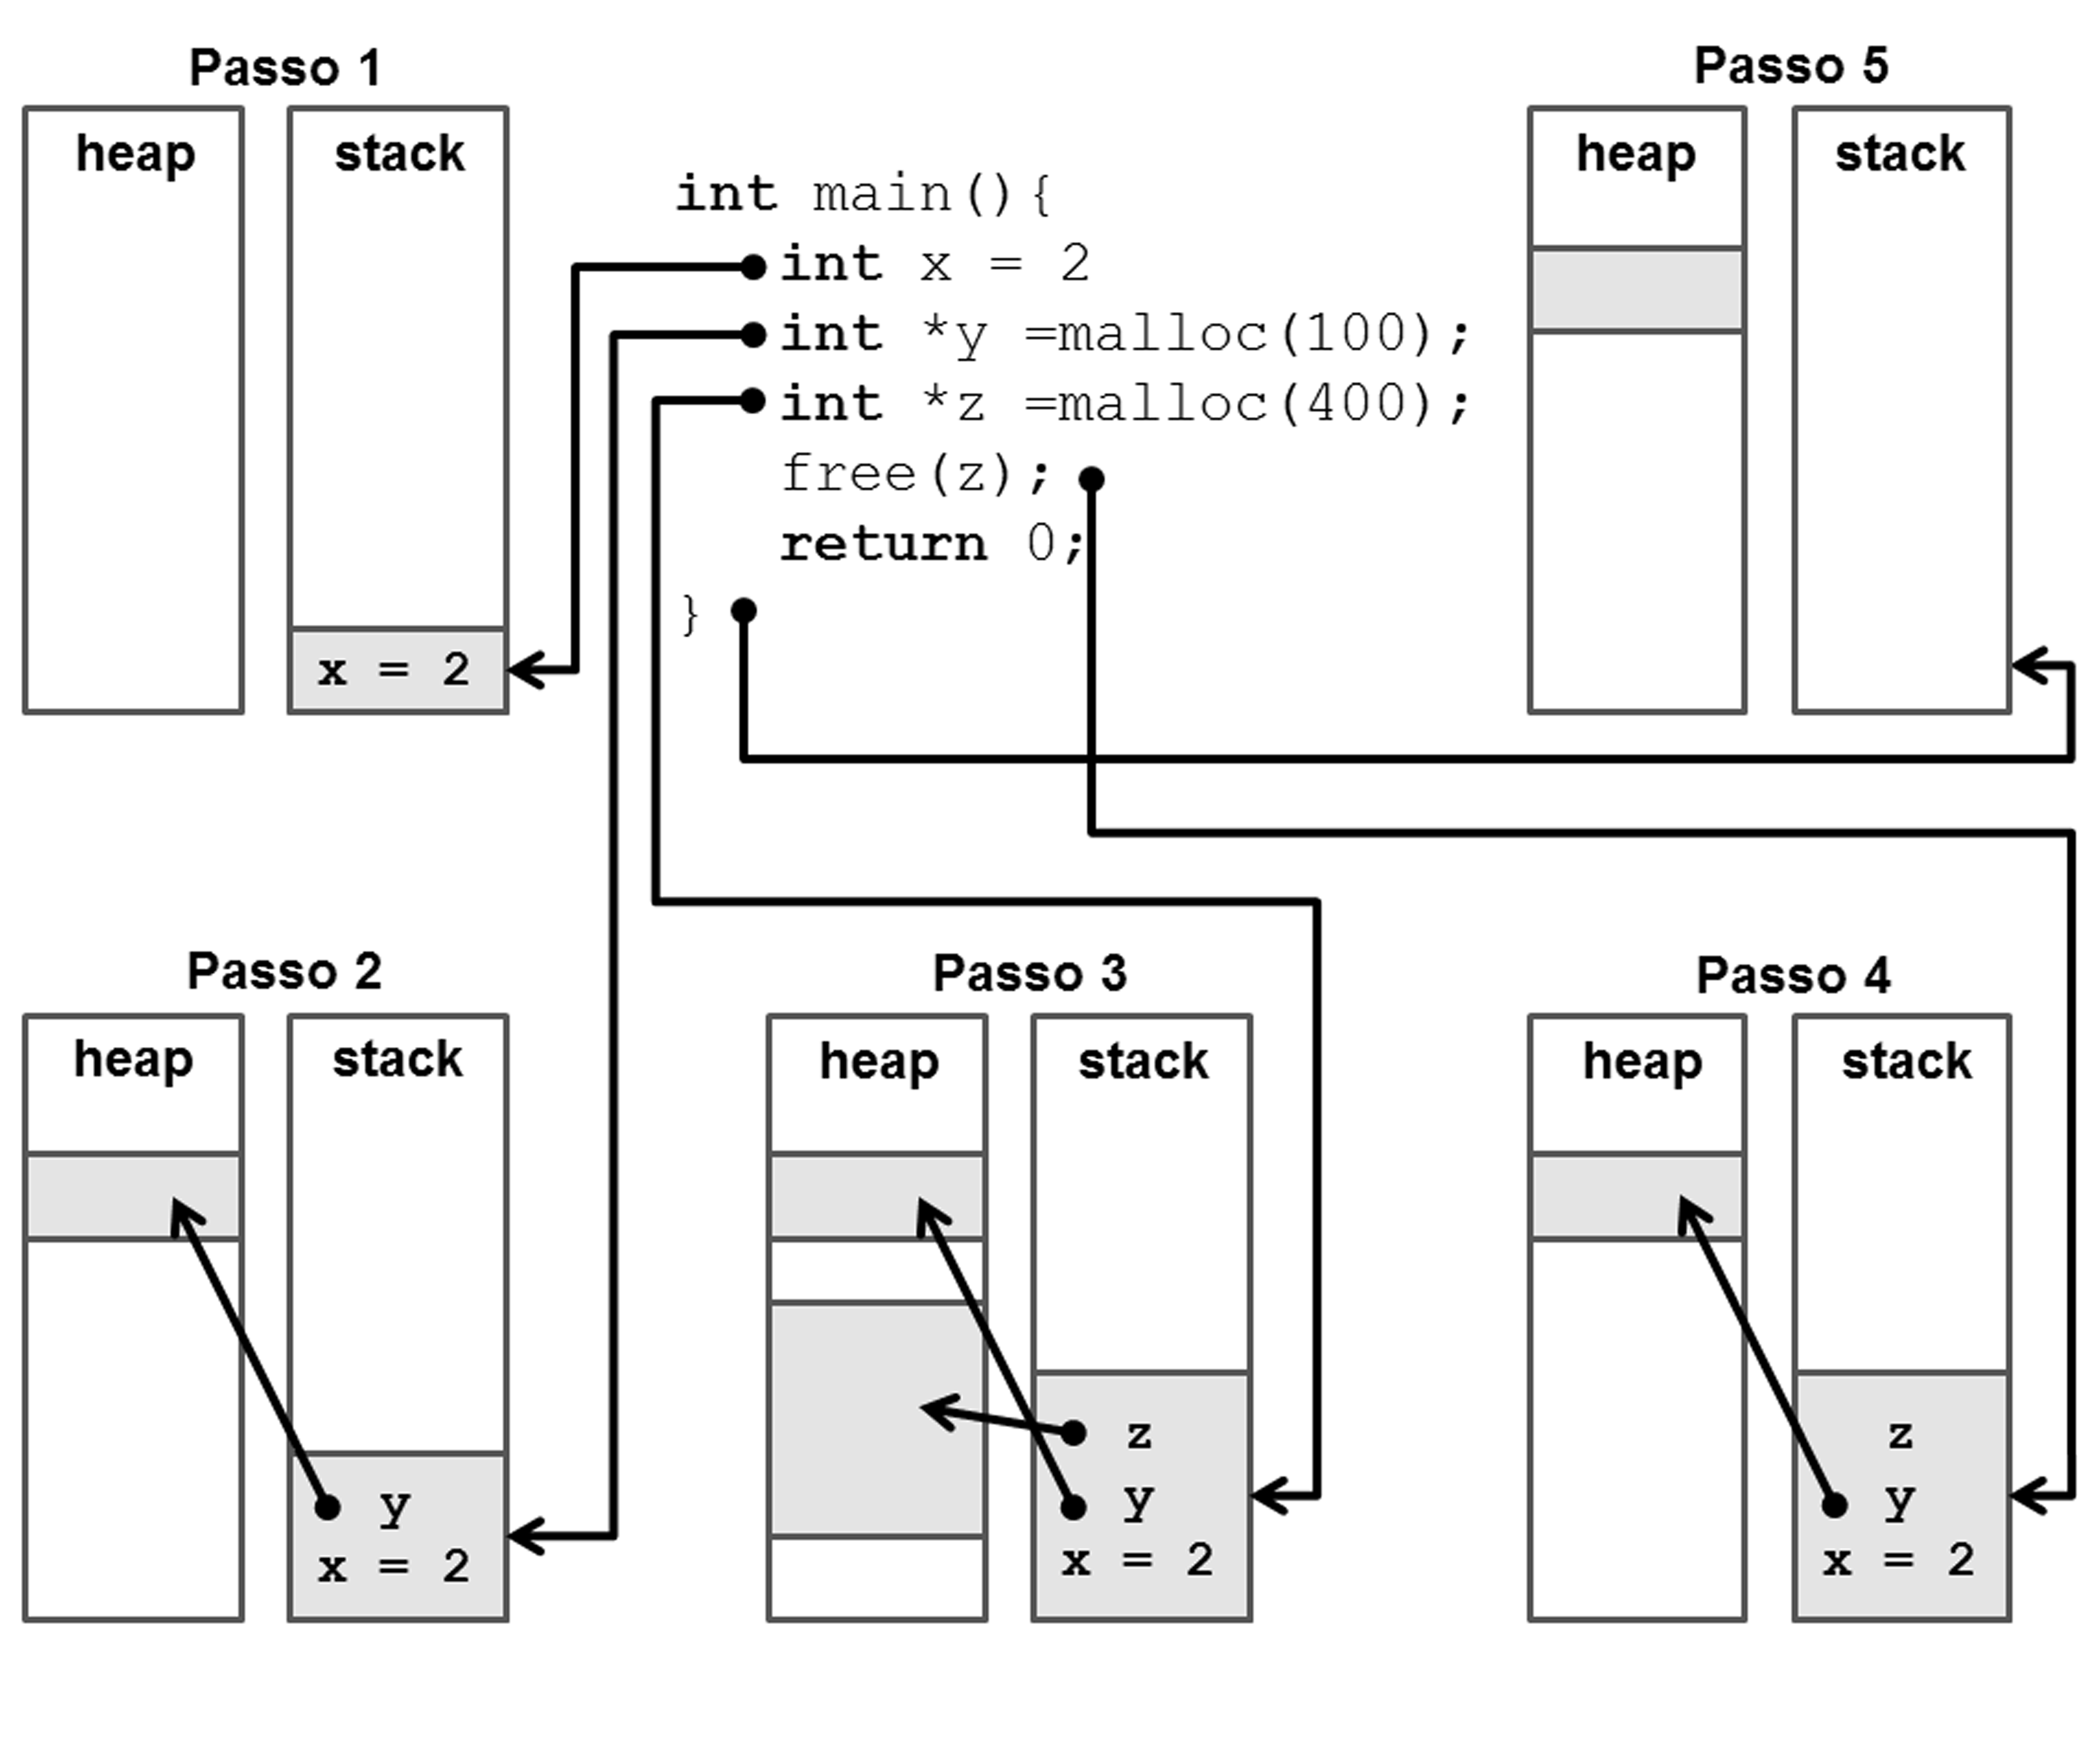 Passo 1
heap
stack
x = 2
int main(){
int x = 2
int *y =malloc(100);
int *z =malloc(400);
free(z);
return 0;
}
Passo 5
heap
stack
Passo 2
heap
stack
y
x = 2
Passo 3
heap
stack
z
y
x = 2
Passo 4
heap
stack
z
y
x = 2